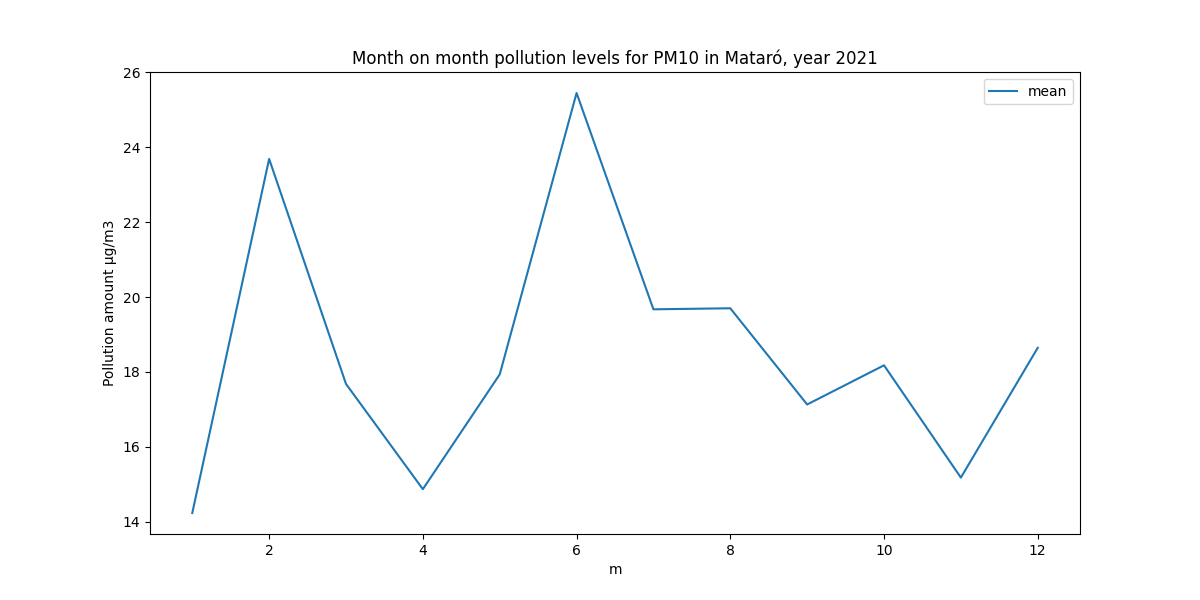 Month on month pollution levels for PM10 in Mataró, year 2021
mean
Pollution amount µg/m3
26
24
22
20
18
16
14
2 4 6 8 10 12
m